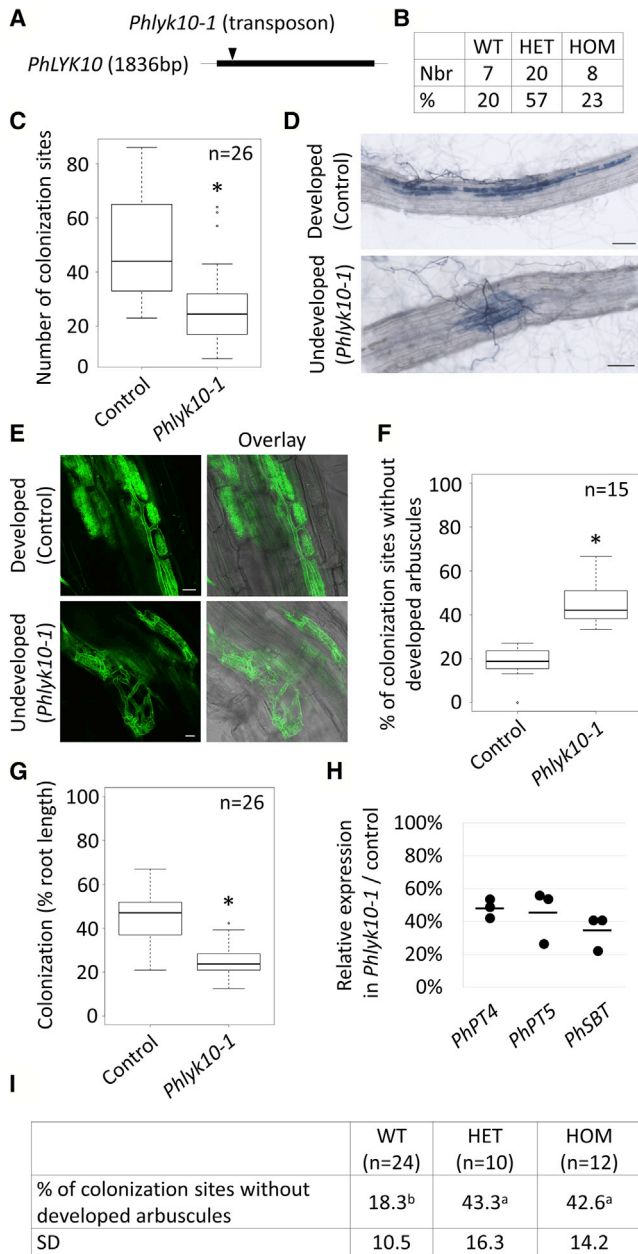 A
Phlyk10-1 (transposon)
PhLYK10 (1836bp)
B
WT HET HOM
Nbr 7 20 8
% 20 57 23
C
Number of colonization sites
80
60
40
20
0
n=26
*
Control
Phlyk10-1
D
Developed
(Control)
Undeveloped
(Phlyk10-1)
E
Overlay
Developed
(Control)
Undeveloped
(Phlyk10-1)
F
% of colonization sites without
developed arbuscules
100
80
60
40
20
0
n=15
*
Control
Phlyk10-1
G
Colonization (% root length)
100
80
60
40
20
0
n=26
*
Control
Phlyk10-1
H
Relative expression
in Phlyk10-1 / control
100%
80%
60%
40%
20%
0%
PhPT4
PhPT5
PhSBT
I
WT HET HOM
(n=24) (n=10) (n=12)
% of colonization sites without
developed arbuscules 18.3ᵇ 43.3ᵃ 42.6ᵃ
SD 10.5 16.3 14.2